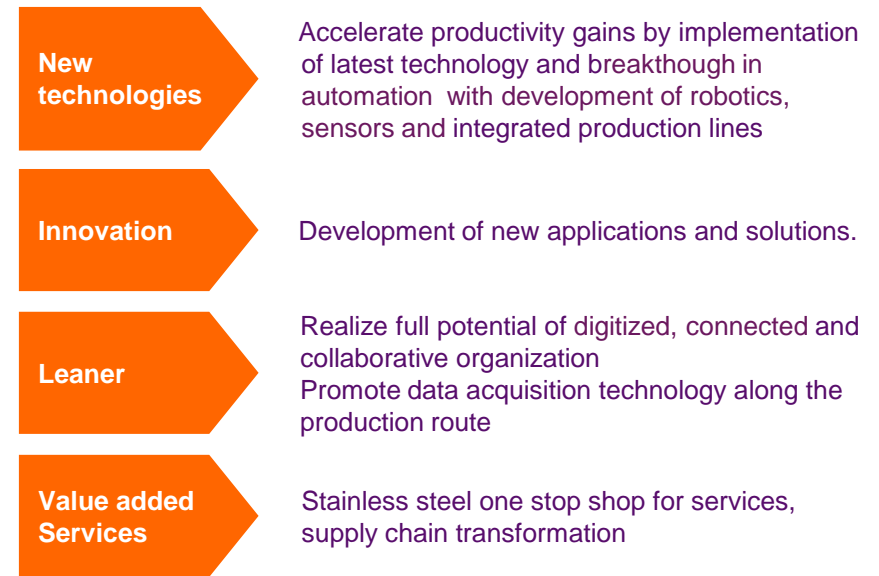 New
technologies
Accelerate productivity gains by implementation
of latest technology and breakthough in
automation with development of robotics,
sensors and integrated production lines
Innovation
Development of new applications and solutions.
Leaner
Realize full potential of digitized, connected and
collaborative organization
Promote data acquisition technology along the
production route
Value added
Services
Stainless steel one stop shop for services,
supply chain transformation